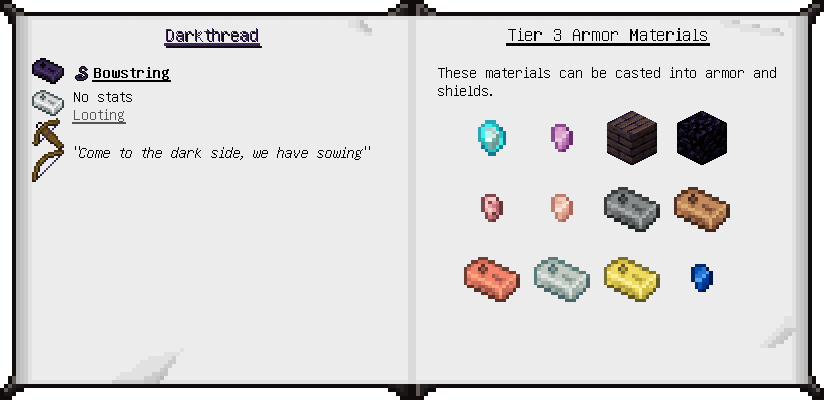 Darkthread
Bowstring
No stats
Looting
"Come to the dark side, we have sowing"
Tier 3 Armor Materials
These materials can be casted into armor and
shields.